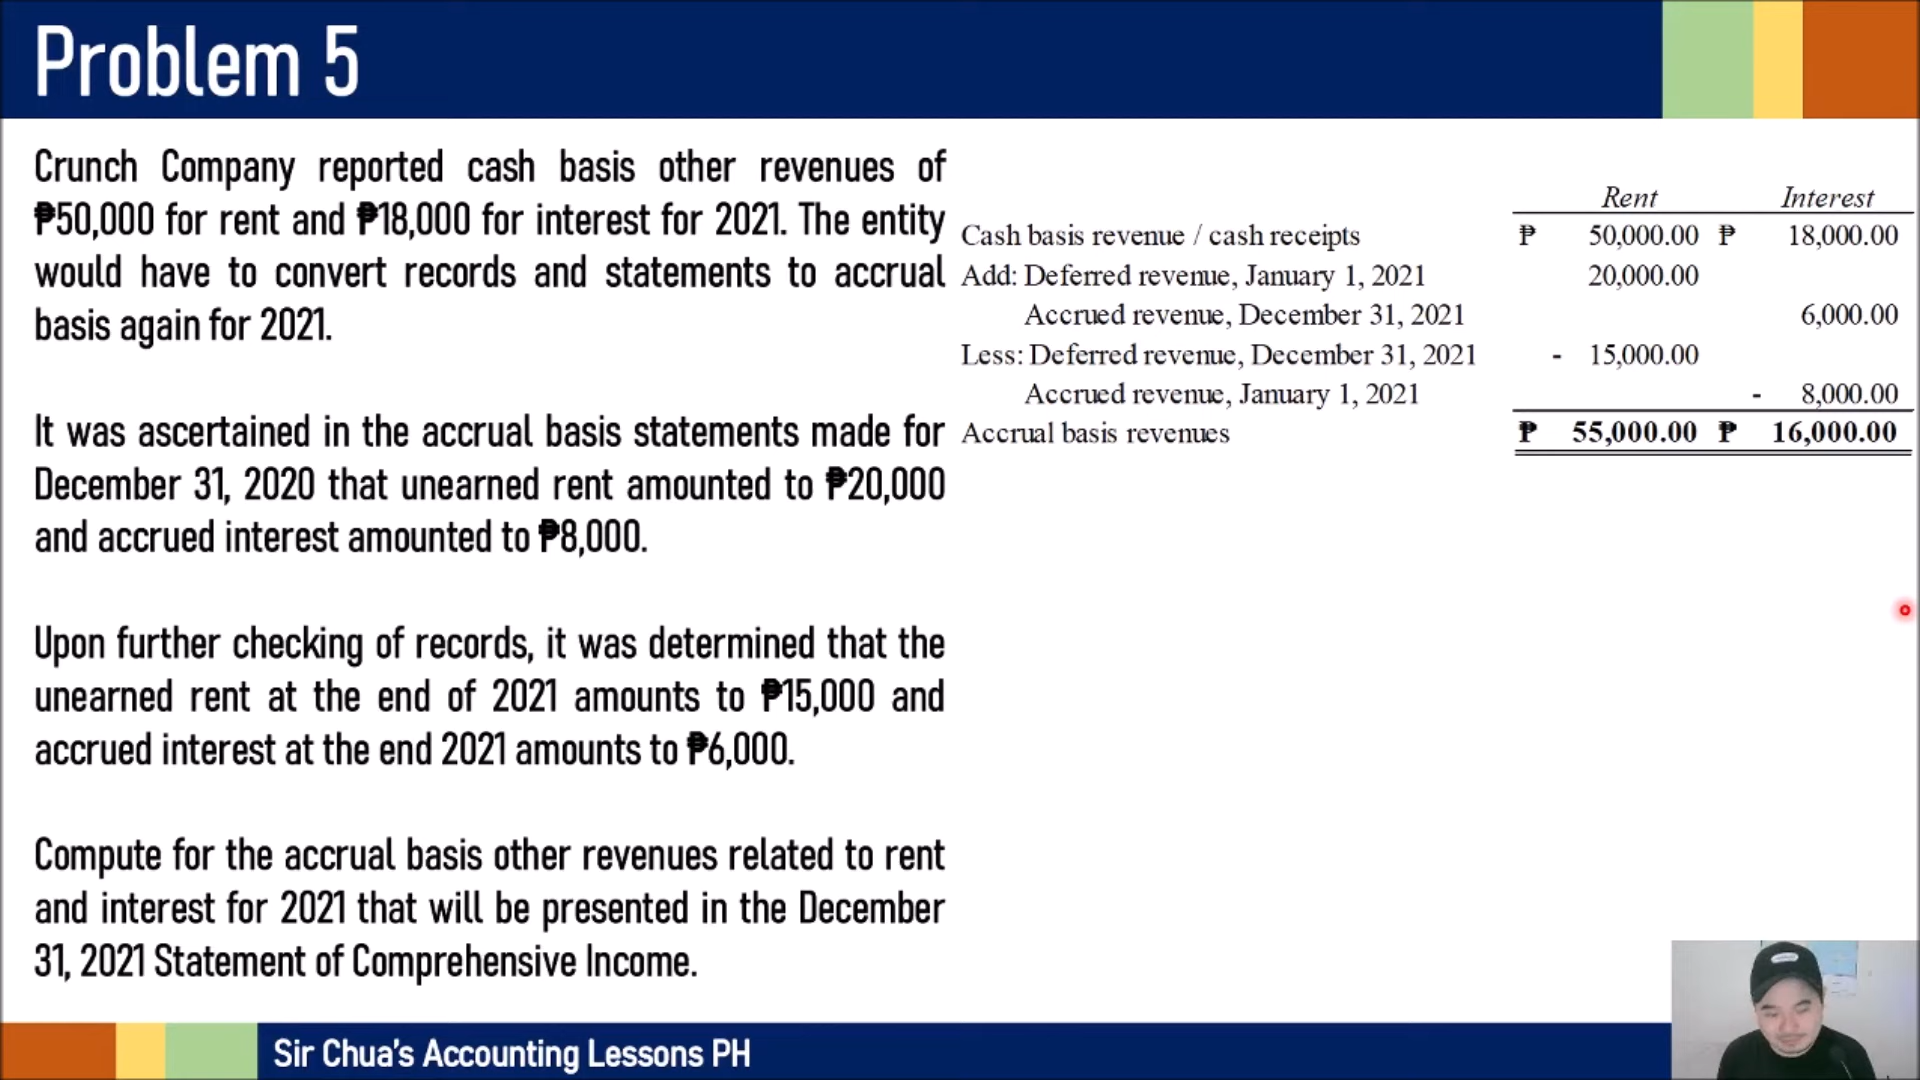 Problem 5
Crunch Company reported cash basis other revenues of
₱50,000 for rent and ₱18,000 for interest for 2021. The entity
would have to convert records and statements to accrual
basis again for 2021.
It was ascertained in the accrual basis statements made for
December 31, 2020 that unearned rent amounted to ₱20,000
and accrued interest amounted to ₱8,000.
Upon further checking of records, it was determined that the
unearned rent at the end of 2021 amounts to ₱15,000 and
accrued interest at the end 2021 amounts to ₱6,000.
Compute for the accrual basis other revenues related to rent
and interest for 2021 that will be presented in the December
31, 2021 Statement of Comprehensive Income.
Rent Interest
Cash basis revenue / cash receipts ₱ 50,000.00 ₱ 18,000.00
Add: Deferred revenue, January 1, 2021 20,000.00
Accrued revenue, December 31, 2021 6,000.00
Less: Deferred revenue, December 31, 2021 - 15,000.00
Accrued revenue, January 1, 2021 - 8,000.00
Accrual basis revenues ₱ 55,000.00 ₱ 16,000.00
Sir Chua's Accounting Lessons PH